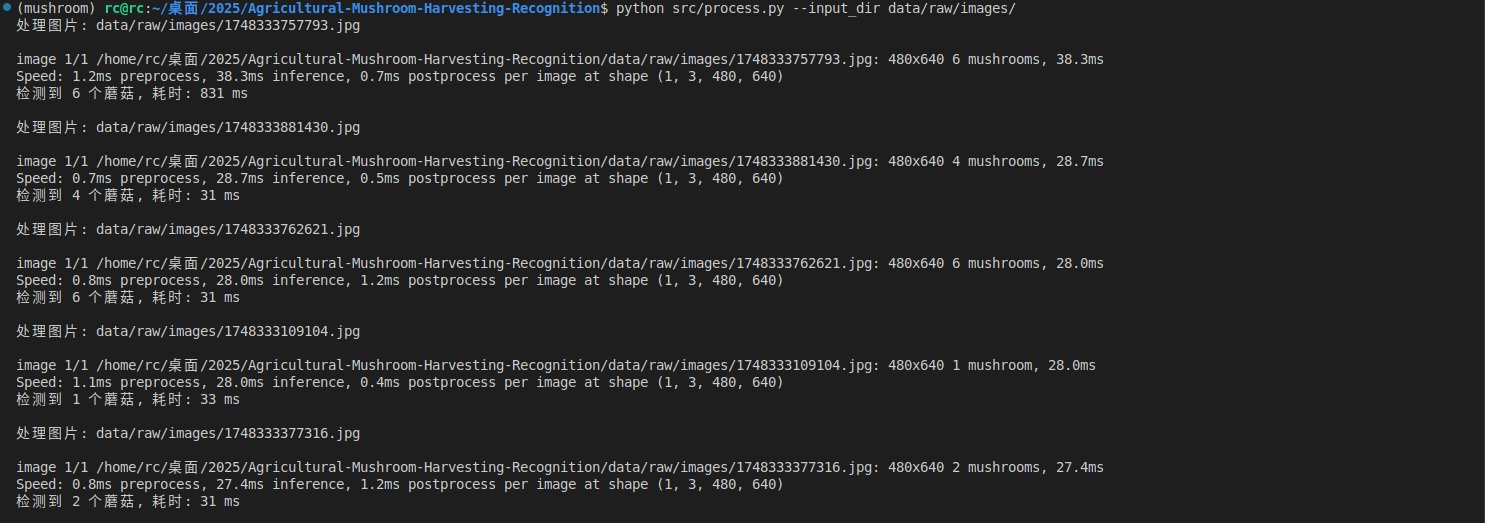 (mushroom) rc@rc:~/桌面/2025/Agricultural-Mushroom-Harvesting-Recognition$ python src/process.py --input_dir data/raw/images/
处理图片: data/raw/images/1748333757793.jpg
image 1/1 /home/rc/桌面/2025/Agricultural-Mushroom-Harvesting-Recognition/data/raw/images/1748333757793.jpg: 480x640 6 mushrooms, 38.3ms
Speed: 1.2ms preprocess, 38.3ms inference, 0.7ms postprocess per image at shape (1, 3, 480, 640)
检测到 6 个蘑菇, 耗时: 831 ms
处理图片: data/raw/images/1748333881430.jpg
image 1/1 /home/rc/桌面/2025/Agricultural-Mushroom-Harvesting-Recognition/data/raw/images/1748333881430.jpg: 480x640 4 mushrooms, 28.7ms
Speed: 0.7ms preprocess, 28.7ms inference, 0.5ms postprocess per image at shape (1, 3, 480, 640)
检测到 4 个蘑菇, 耗时: 31 ms
处理图片: data/raw/images/1748333762621.jpg
image 1/1 /home/rc/桌面/2025/Agricultural-Mushroom-Harvesting-Recognition/data/raw/images/1748333762621.jpg: 480x640 6 mushrooms, 28.0ms
Speed: 0.8ms preprocess, 28.0ms inference, 1.2ms postprocess per image at shape (1, 3, 480, 640)
检测到 6 个蘑菇, 耗时: 31 ms
处理图片: data/raw/images/1748333109104.jpg
image 1/1 /home/rc/桌面/2025/Agricultural-Mushroom-Harvesting-Recognition/data/raw/images/1748333109104.jpg: 480x640 1 mushroom, 28.0ms
Speed: 1.1ms preprocess, 28.0ms inference, 0.4ms postprocess per image at shape (1, 3, 480, 640)
检测到 1 个蘑菇, 耗时: 33 ms
处理图片: data/raw/images/1748333377316.jpg
image 1/1 /home/rc/桌面/2025/Agricultural-Mushroom-Harvesting-Recognition/data/raw/images/1748333377316.jpg: 480x640 2 mushrooms, 27.4ms
Speed: 0.8ms preprocess, 27.4ms inference, 1.2ms postprocess per image at shape (1, 3, 480, 640)
检测到 2 个蘑菇, 耗时: 31 ms